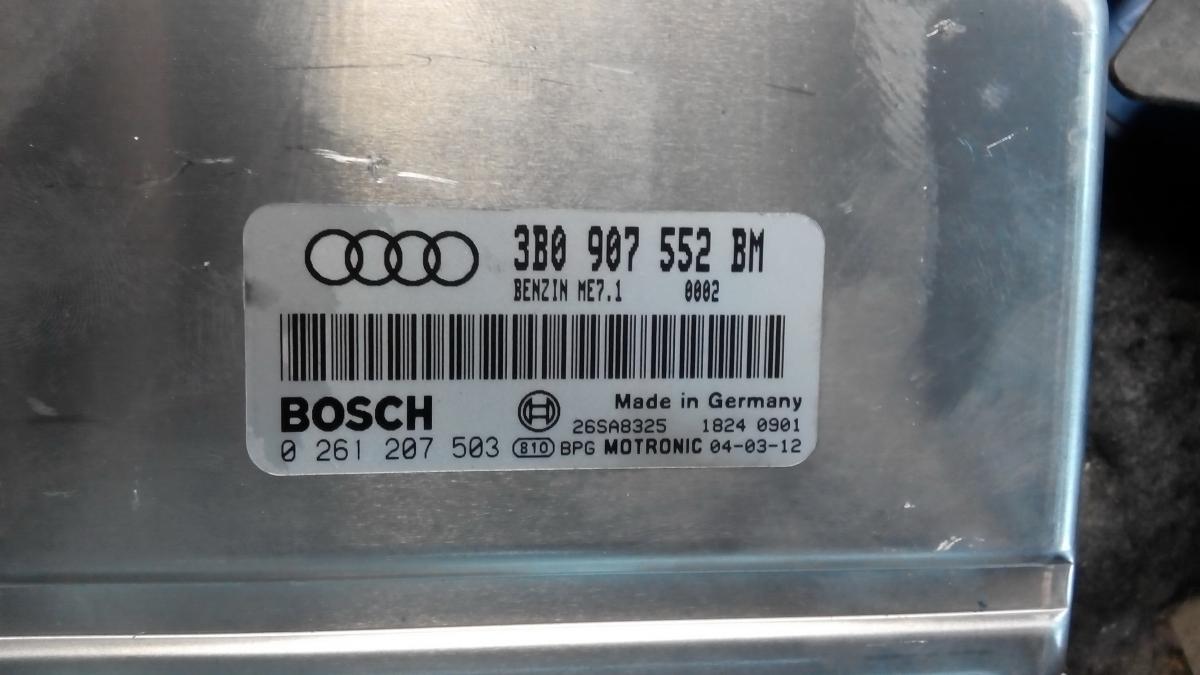 3B0 907 552 BM
BENZIN ME7.1 0002
BOSCH
Made in Germany
26SA8325 1824 0901
0 261 207 503 810 BPG MOTRONIC 04-03-12